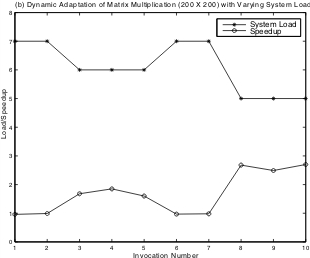 (b) Dynamic Adaptation of Matrix Multiplication (200 X 200) with Varying System Load
8
7
6
5
4
3
2
1
0
Load/Speedup
System Load
Speedup
1 2 3 4 5 6 7 8 9 10
Invocation Number